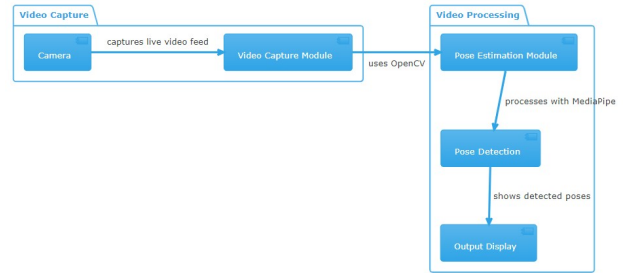 Video Capture
Video Processing
Camera
captures live video feed
Video Capture Module
uses OpenCV
Pose Estimation Module
processes with MediaPipe
Pose Detection
shows detected poses
Output Display